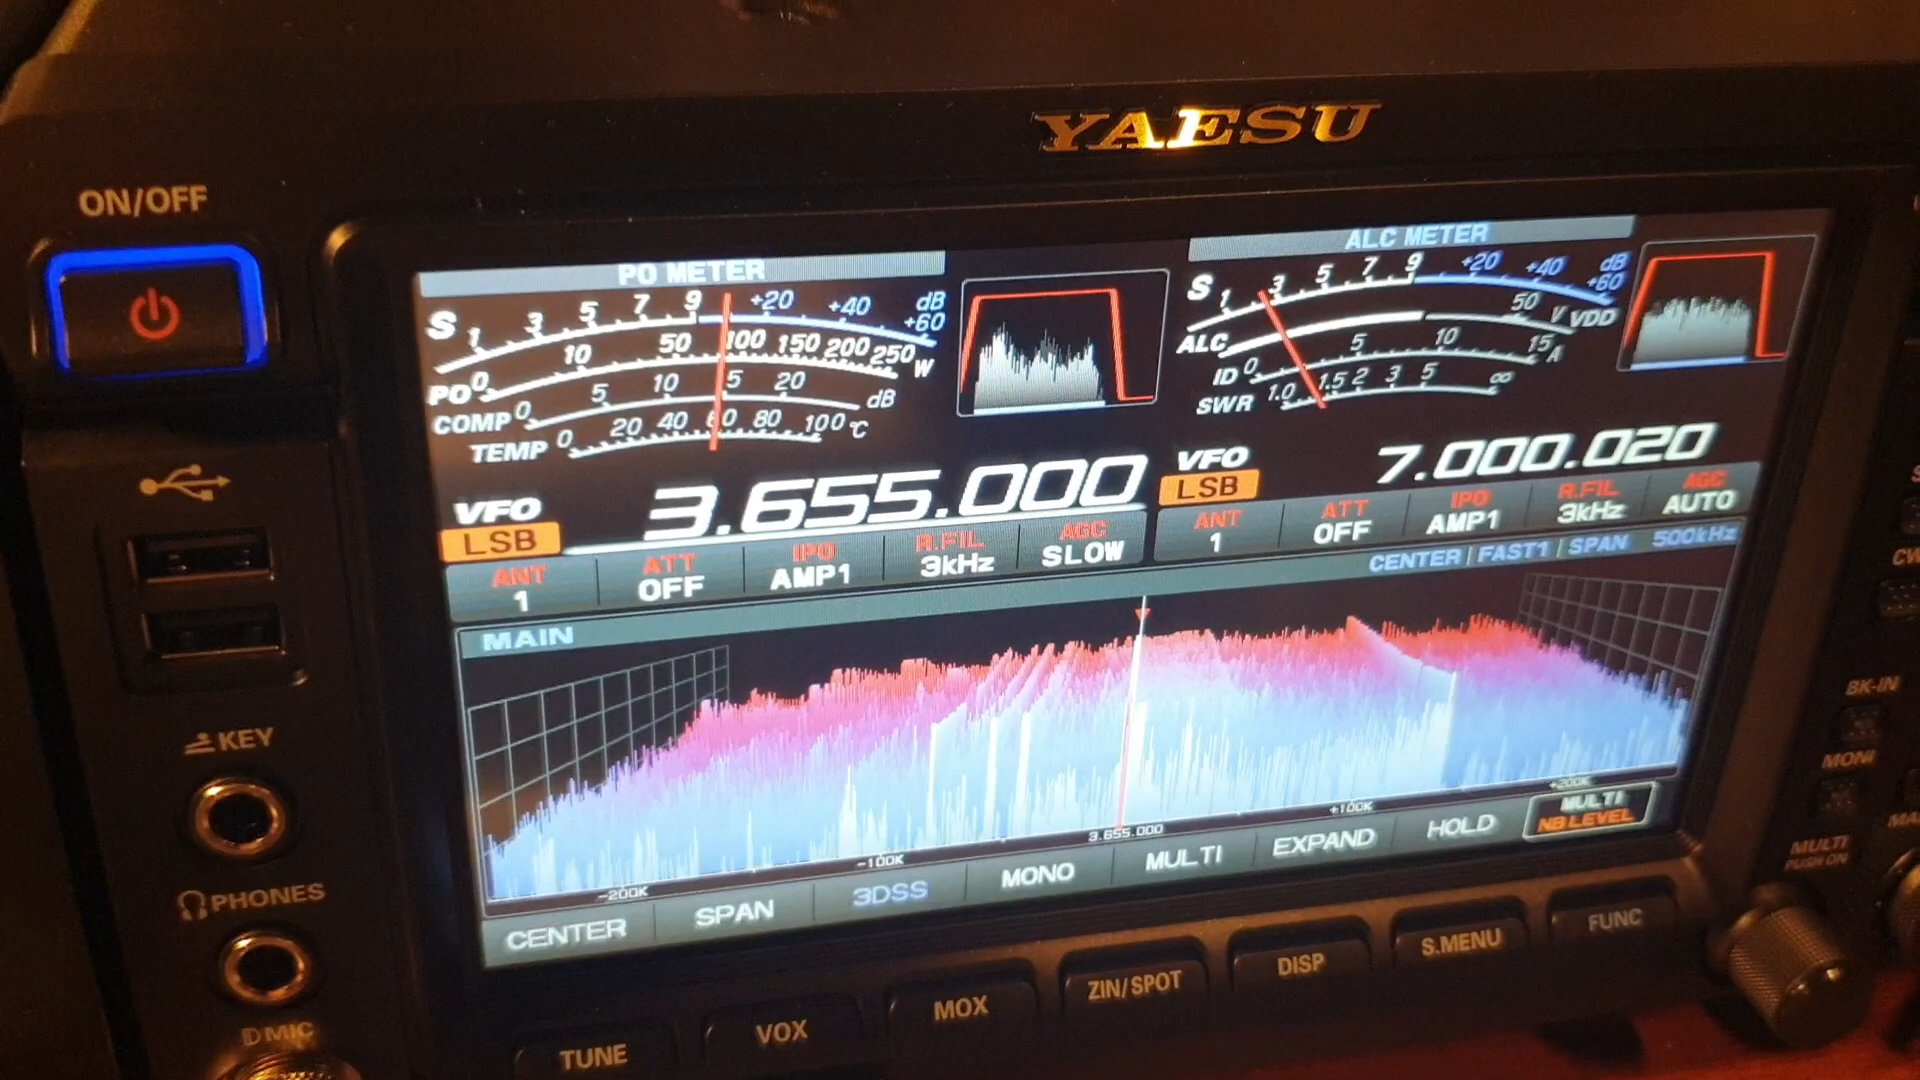 YAESU
ON/OFF
PO METER
S 1 3 5 7 9 +20 +40 +60 dB
PO 0 10 50 100 150 200 250 W
COMP 0 5 10 5 20 dB
TEMP 0 20 40 60 80 100 °C
ALC METER
S 1 3 5 7 9 +20 +40 +60 dB
ALC 50 V VDD
ID 0 5 10 15 A
SWR 1.0 1.5 2 3 5 ∞
VFO
LSB
3.655.000
VFO
LSB
7.000.020
ANT 1
ATT OFF
IPO AMP1
R.FIL 3kHz
AGC SLOW
ANT 1
ATT OFF
IPO AMP1
R.FIL 3kHz
AGC AUTO
CENTER | FAST1 | SPAN 500kHz
MAIN
-200K -100K 3.655.000 +100K +200K
CENTER SPAN 3DSS MONO MULTI EXPAND HOLD
MULTI
NB LEVEL
KEY
PHONES
MIC
TUNE VOX MOX ZIN/SPOT DISP S.MENU FUNC
BK-IN
MONI
MULTI
PUSH ON